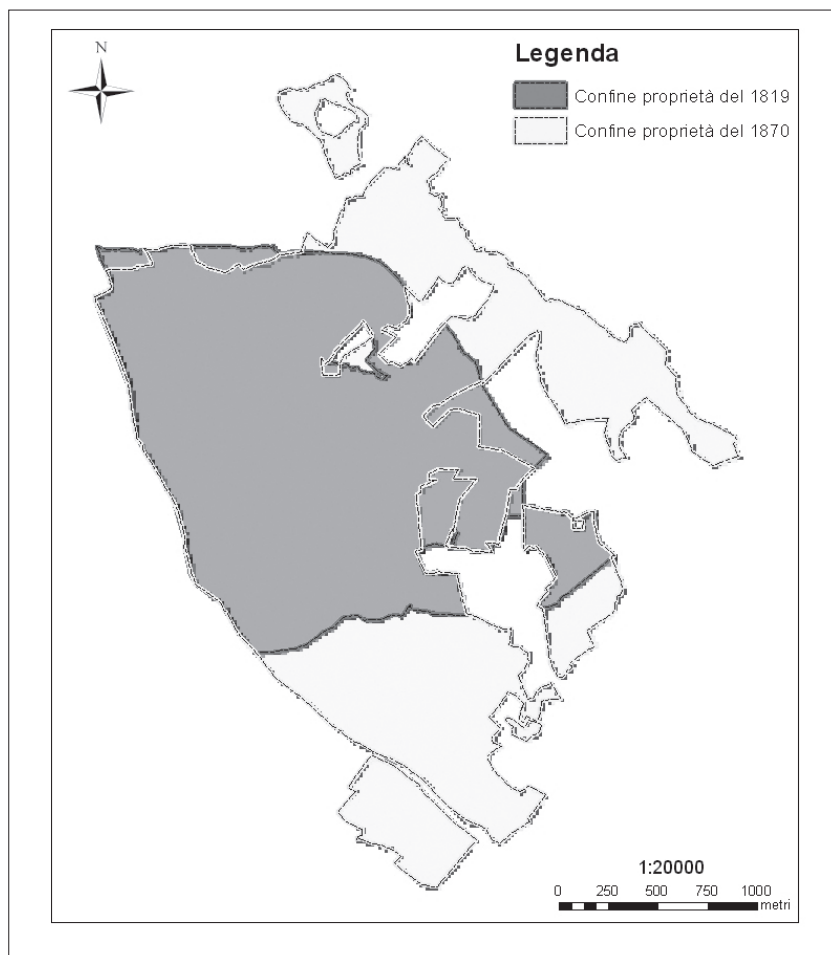 N
Legenda
Confine proprietà del 1819
Confine proprietà del 1870
1:20000
0 250 500 750 1000
metri